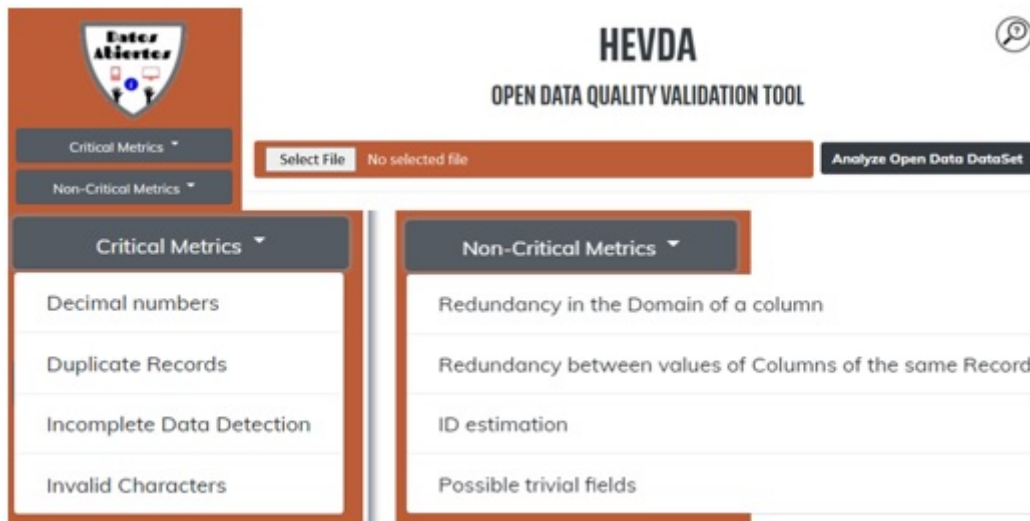 Datos
Abiertos
HEVDA
OPEN DATA QUALITY VALIDATION TOOL
Critical Metrics
Non-Critical Metrics
Select File No selected file
Analyze Open Data DataSet
Critical Metrics
Decimal numbers
Duplicate Records
Incomplete Data Detection
Invalid Characters
Non-Critical Metrics
Redundancy in the Domain of a column
Redundancy between values of Columns of the same Record
ID estimation
Possible trivial fields